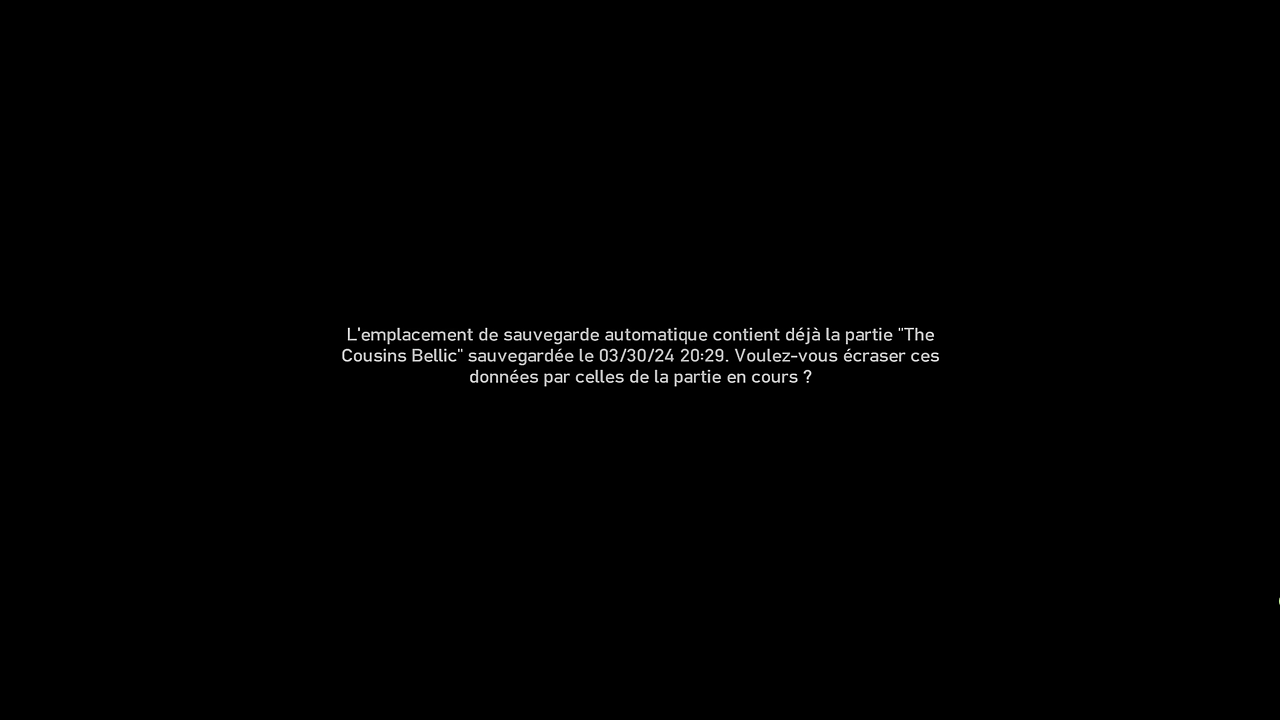 L'emplacement de sauvegarde automatique contient déjà la partie "The
Cousins Bellic" sauvegardée le 03/30/24 20:29. Voulez-vous écraser ces
données par celles de la partie en cours ?